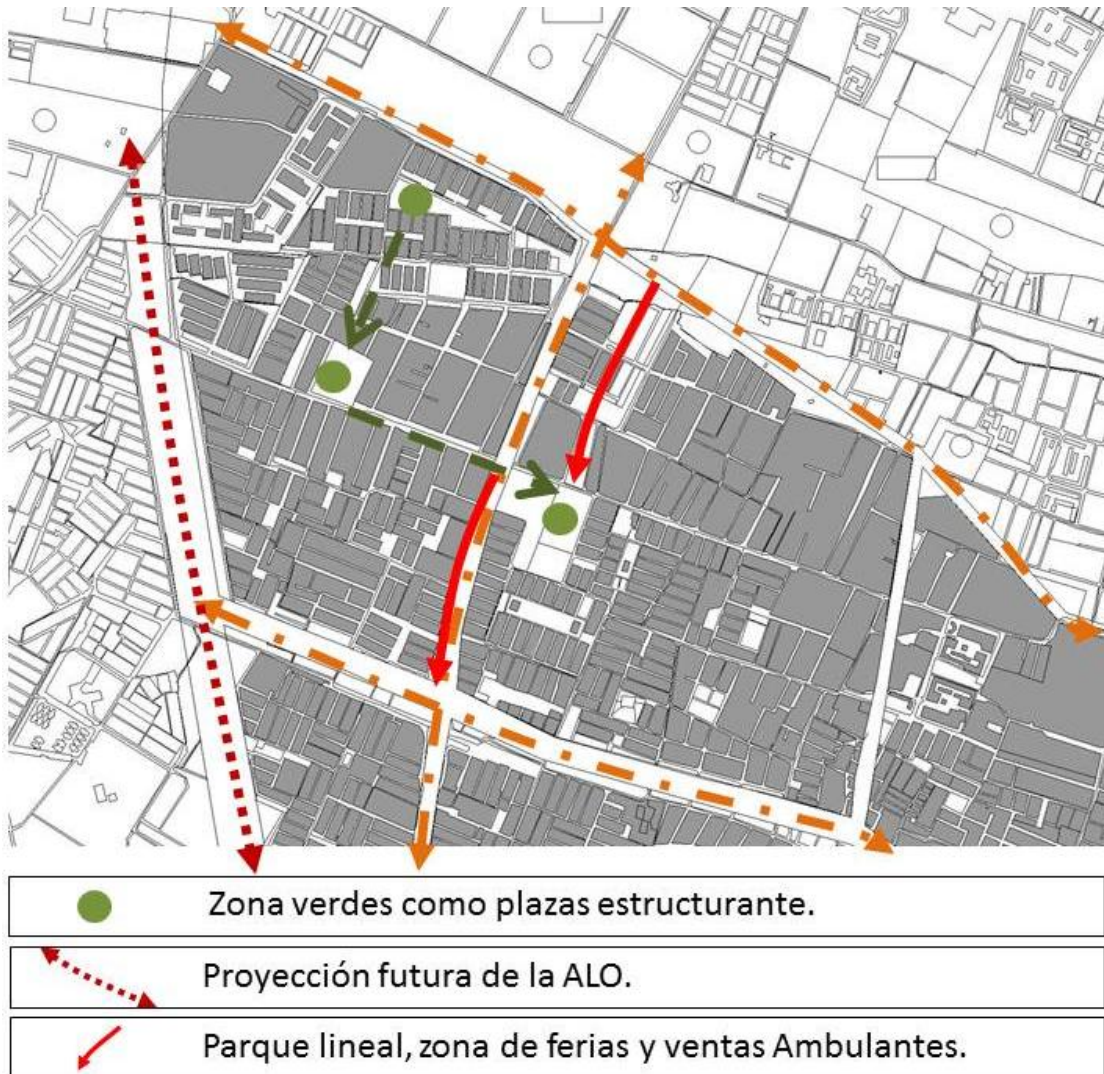 Zona verdes como plazas estructurante.
Proyección futura de la ALO.
Parque lineal, zona de ferias y ventas Ambulantes.